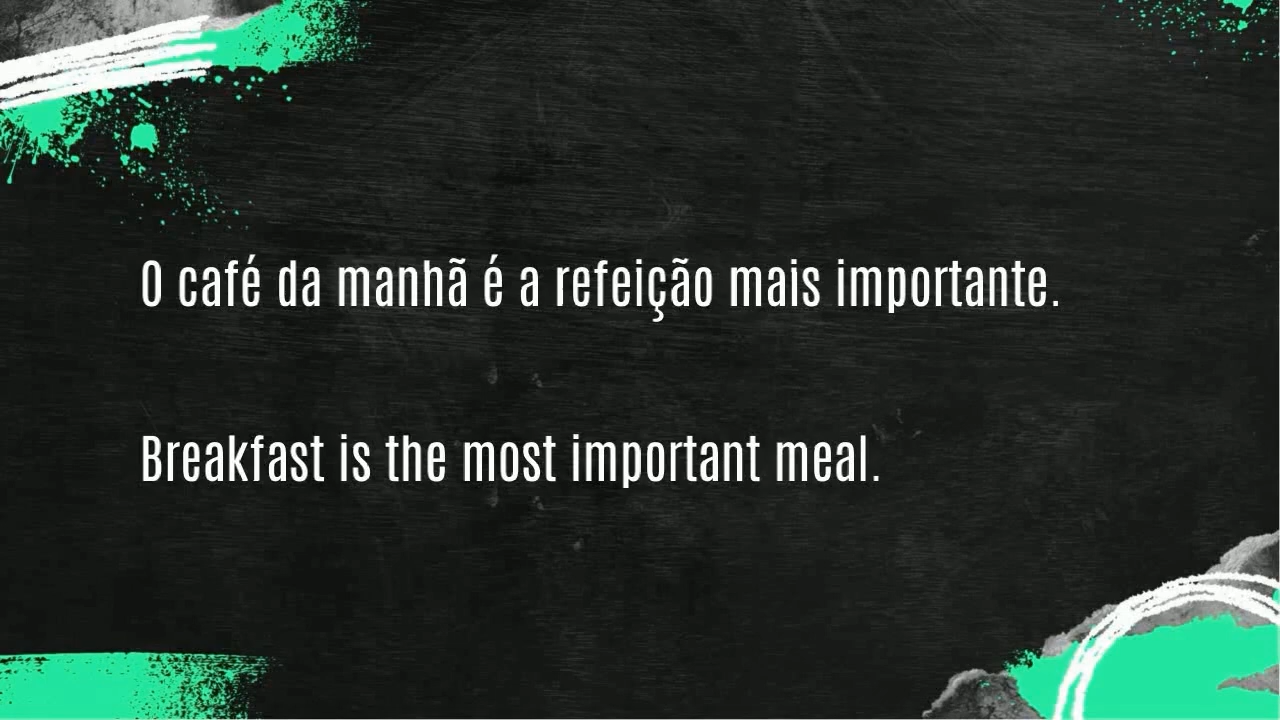 O café da manhã é a refeição mais importante.
Breakfast is the most important meal.